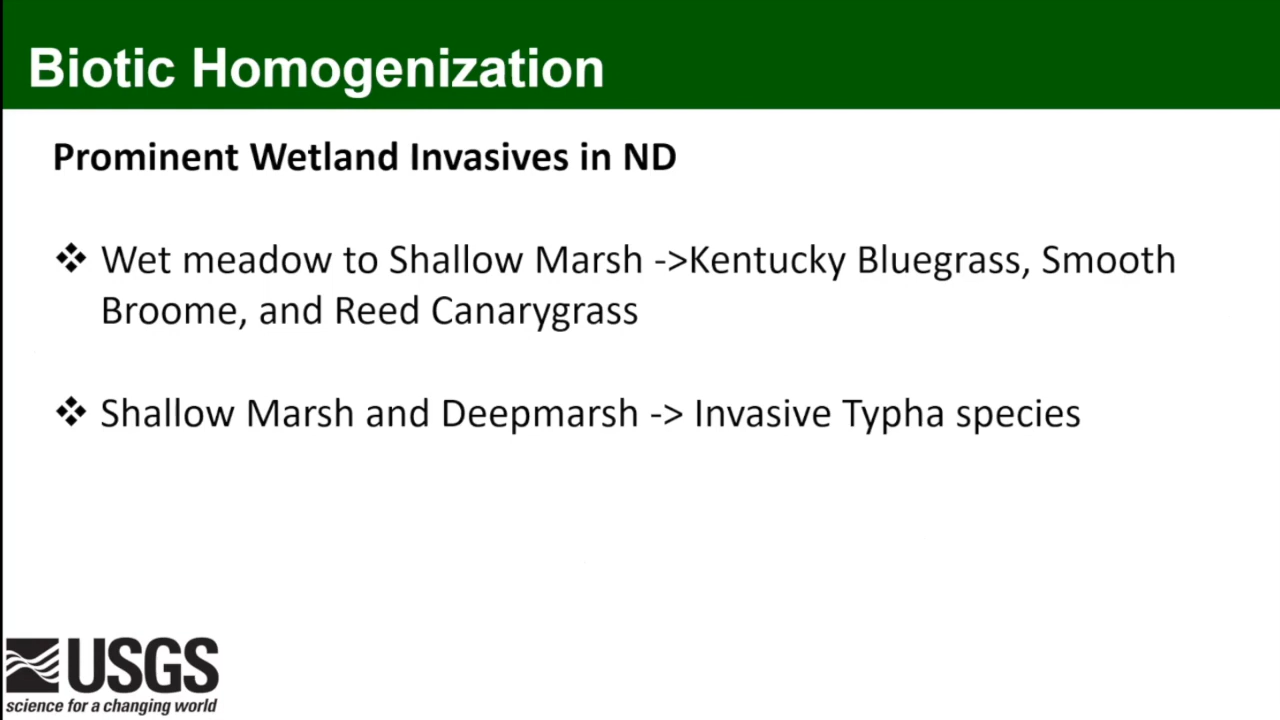 Biotic Homogenization
Prominent Wetland Invasives in ND
❖ Wet meadow to Shallow Marsh ->Kentucky Bluegrass, Smooth
Broome, and Reed Canarygrass
❖ Shallow Marsh and Deepmarsh -> Invasive Typha species
USGS
science for a changing world